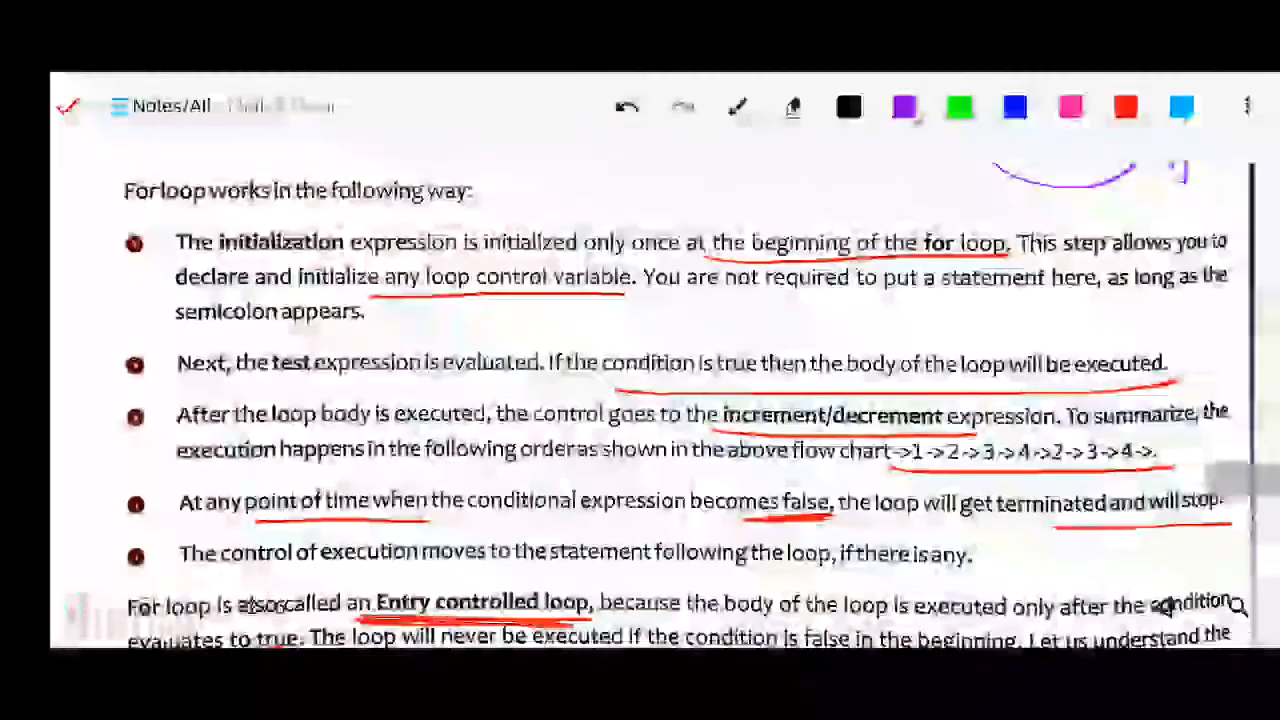 Notes/All
For loop works in the following way:
The initialization expression is initialized only once at the beginning of the for loop. This step allows you to
declare and initialize any loop control variable. You are not required to put a statement here, as long as the
semicolon appears.
Next, the test expression is evaluated. If the condition is true then the body of the loop will be executed.
After the loop body is executed, the control goes to the increment/decrement expression. To summarize, the
execution happens in the following order as shown in the above flow chart->1->2->3->4->2->3->4->.
At any point of time when the conditional expression becomes false, the loop will get terminated and will stop.
The control of execution moves to the statement following the loop, if there is any.
For loop is also called an Entry controlled loop, because the body of the loop is executed only after the condition
evaluates to true. The loop will never be executed if the condition is false in the beginning. Let us understand the